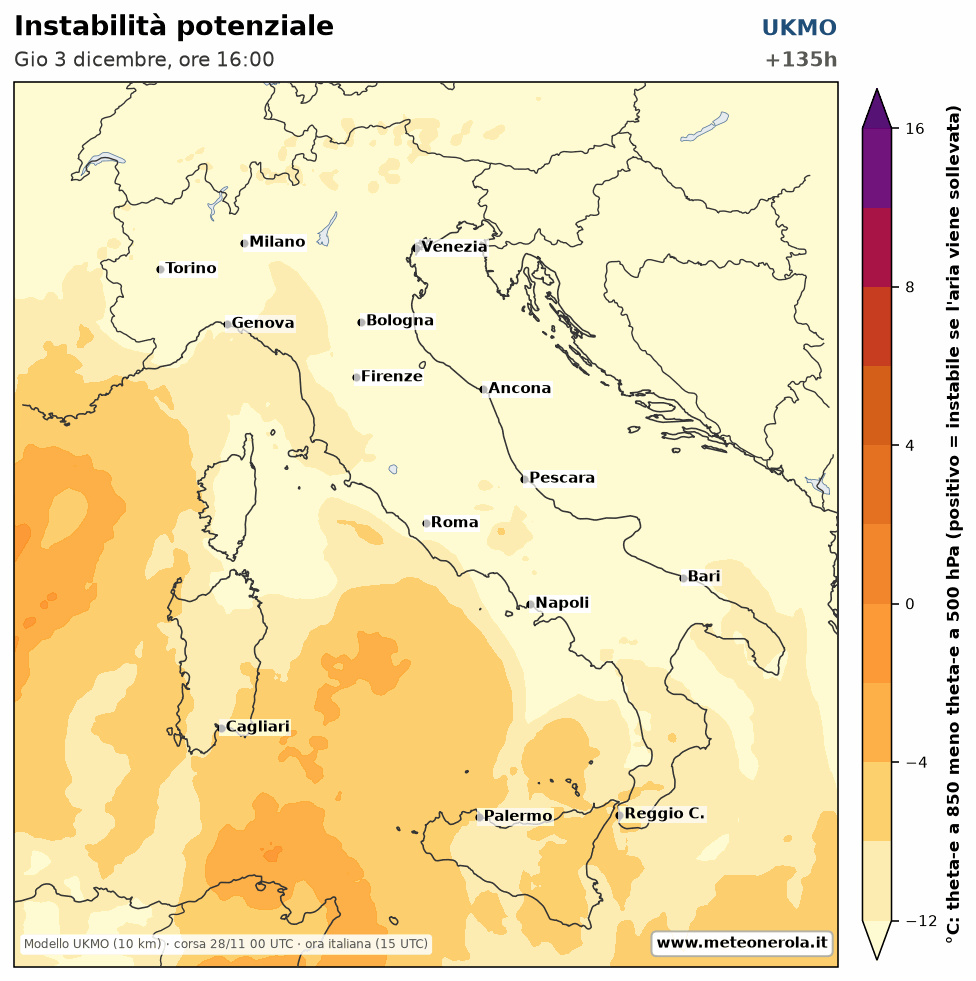 Instabilità potenziale
UKMO
Gio 3 dicembre, ore 16:00
+135h
Milano
Venezia
Torino
Genova
Bologna
Firenze
Ancona
Pescara
Roma
Bari
Napoli
Cagliari
Palermo
Reggio C.
16
8
4
0
−4
−12
°C: theta-e a 850 meno theta-e a 500 hPa (positivo = instabile se l'aria viene sollevata)
Modello UKMO (10 km) · corsa 28/11 00 UTC · ora italiana (15 UTC)
www.meteonerola.it